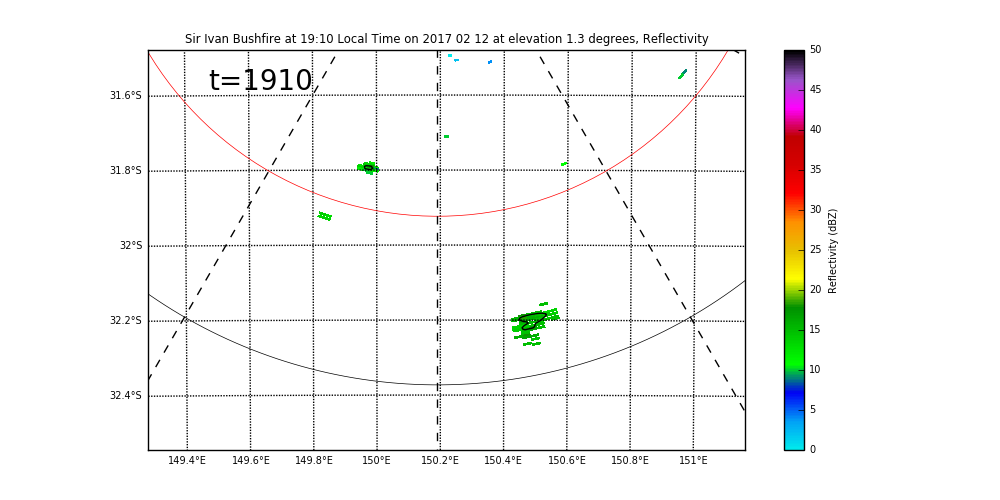 Sir Ivan Bushfire at 19:10 Local Time on 2017 02 12 at elevation 1.3 degrees, Reflectivity
t=1910
31.6°S
31.8°S
32°S
32.2°S
32.4°S
149.4°E 149.6°E 149.8°E 150°E 150.2°E 150.4°E 150.6°E 150.8°E 151°E
50
45
40
35
30
25
20
15
10
5
0
Reflectivity (dBZ)